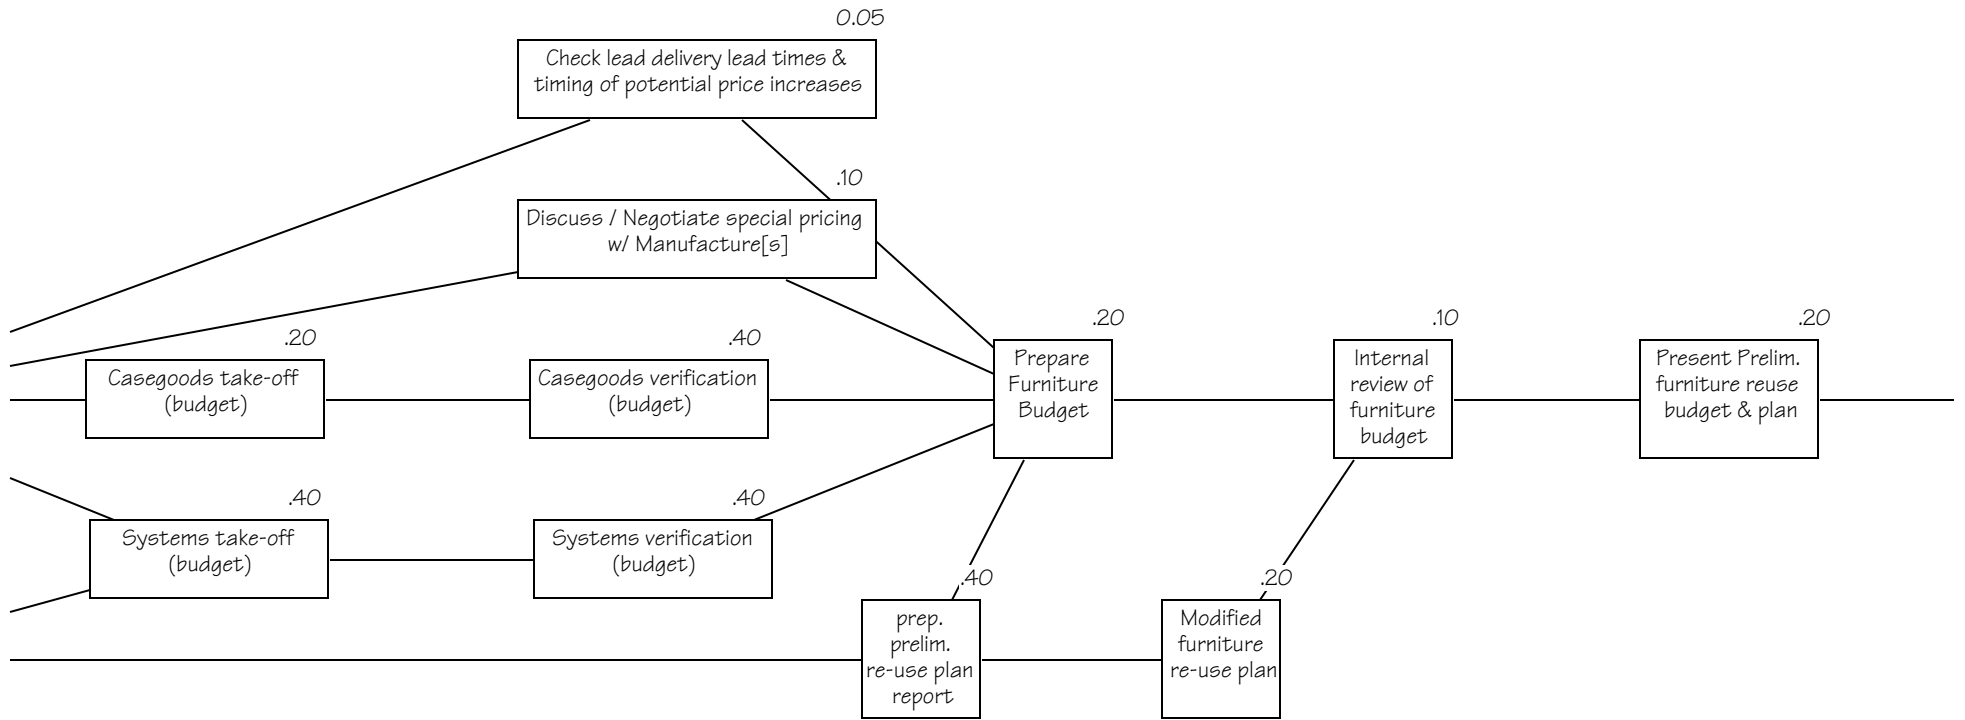 0.05
Check lead delivery lead times &
timing of potential price increases
.10
Discuss / Negotiate special pricing
w/ Manufacture[s]
.20
Casegoods take-off
(budget)
.40
Casegoods verification
(budget)
.20
Prepare
Furniture
Budget
.10
Internal
review of
furniture
budget
.20
Present Prelim.
furniture reuse
budget & plan
.40
Systems take-off
(budget)
.40
Systems verification
(budget)
.40
prep.
prelim.
re-use plan
report
.20
Modified
furniture
re-use plan